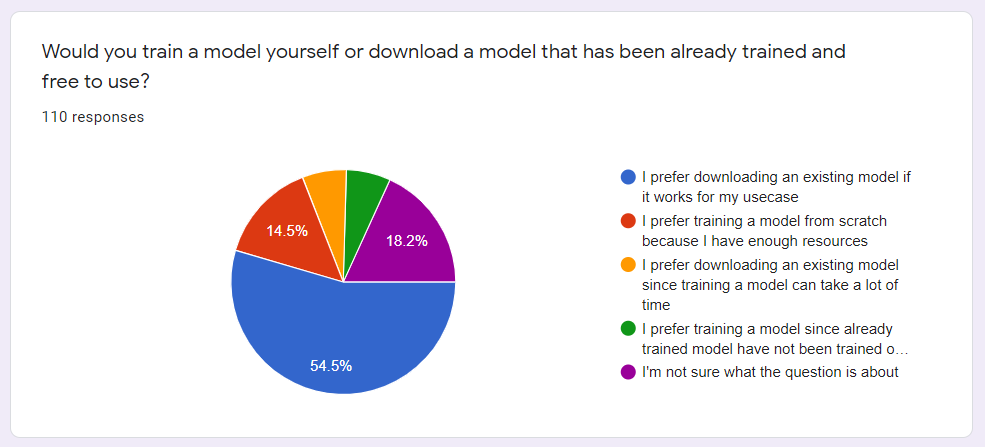 Would you train a model yourself or download a model that has been already trained and
free to use?
110 responses
14.5%
18.2%
54.5%
I prefer downloading an existing model if
it works for my usecase
I prefer training a model from scratch
because I have enough resources
I prefer downloading an existing model
since training a model can take a lot of
time
I prefer training a model since already
trained model have not been trained o...
I'm not sure what the question is about